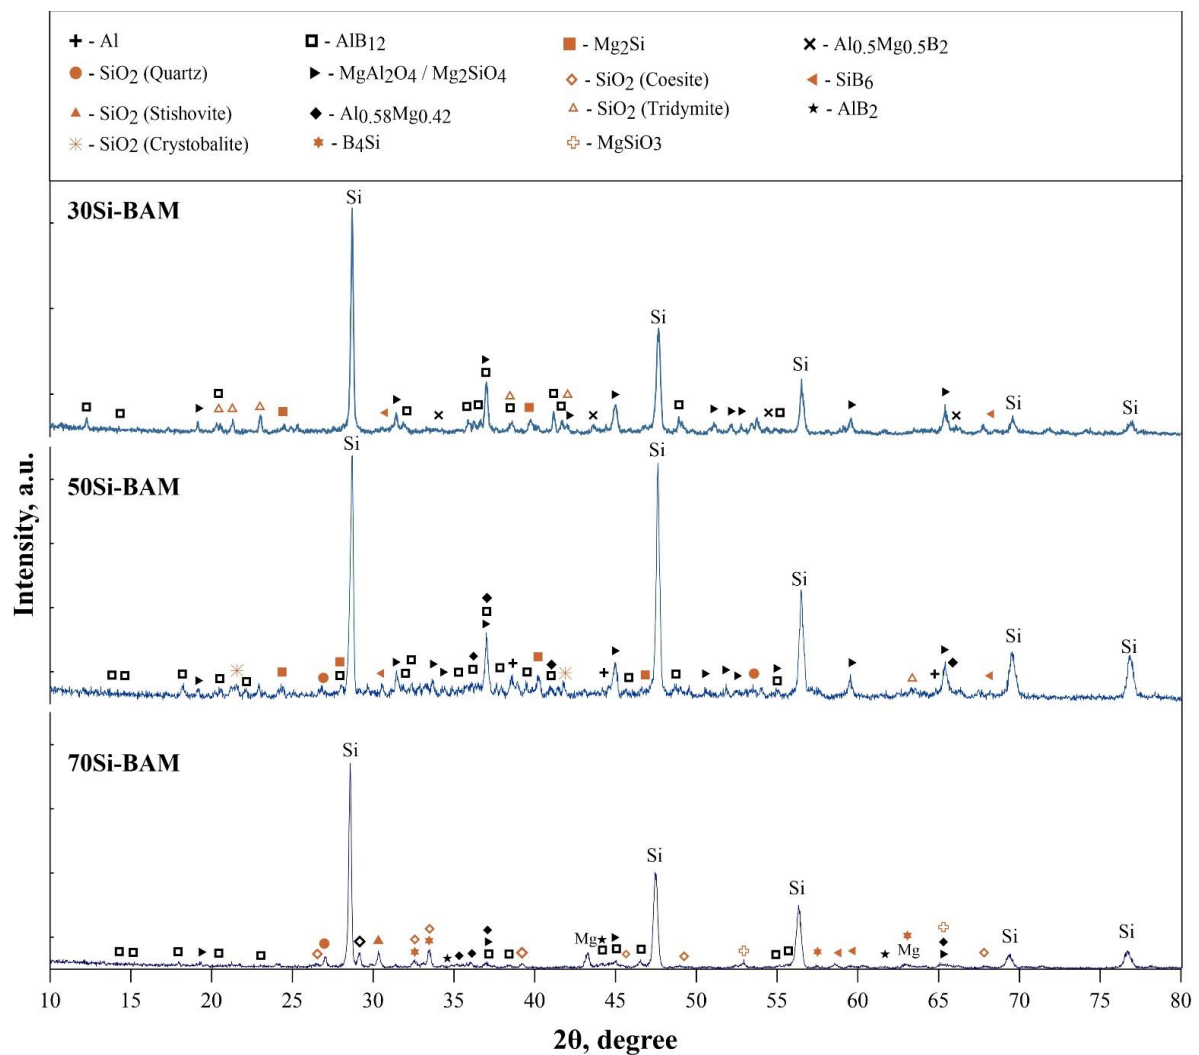 - Al - AlB12 - Mg2Si - Al0.5Mg0.5B2
- SiO2 (Quartz) - MgAl2O4 / Mg2SiO4 - SiO2 (Coesite) - SiB6
- SiO2 (Stishovite) - Al0.58Mg0.42 - SiO2 (Tridymite) - AlB2
- SiO2 (Crystobalite) - B4Si - MgSiO3
30Si-BAM
Si
Si
Si
Si
Si
50Si-BAM
Si
Si
Si
Si
Si
70Si-BAM
Si
Mg
Si
Si
Mg
Si
Si
Intensity, a.u.
10 15 20 25 30 35 40 45 50 55 60 65 70 75 80
2θ, degree